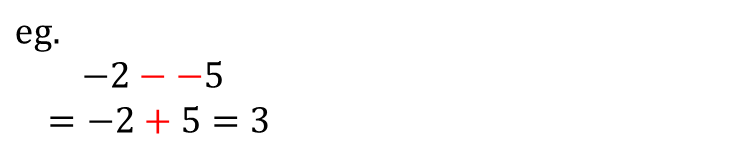 eg.
−2 − −5
= −2 + 5 = 3